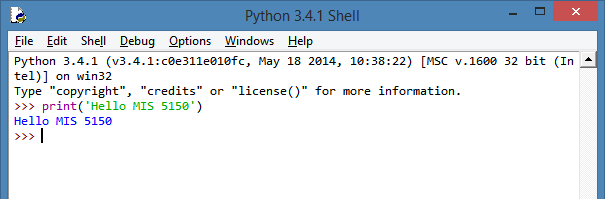 Python 3.4.1 Shell
File Edit Shell Debug Options Windows Help
Python 3.4.1 (v3.4.1:c0e311e010fc, May 18 2014, 10:38:22) [MSC v.1600 32 bit (In
tel)] on win32
Type "copyright", "credits" or "license()" for more information.
>>> print('Hello MIS 5150')
Hello MIS 5150
>>>